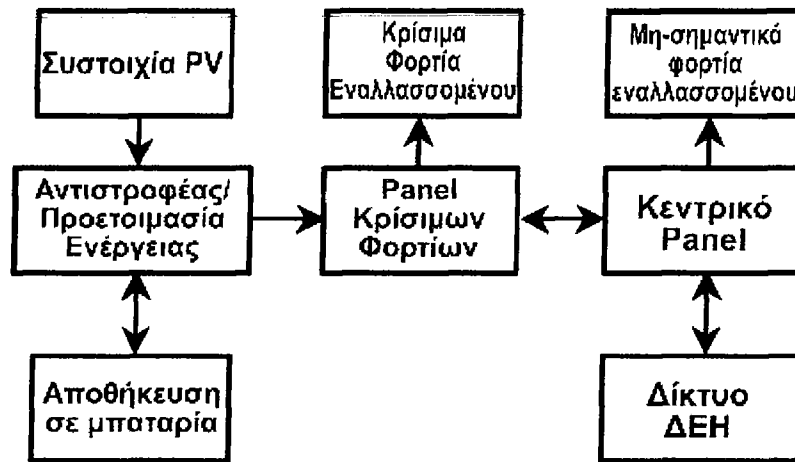 Συστοιχία PV
Κρίσιμα
Φορτία
Εναλλασσομένου
Μη-σημαντικά
φορτία
εναλλασσομένου
Αντιστροφέας/
Προετοιμασία
Ενέργειας
Panel
Κρίσιμων
Φορτίων
Κεντρικό
Panel
Αποθήκευση
σε μπαταρία
Δίκτυο
ΔΕΗ